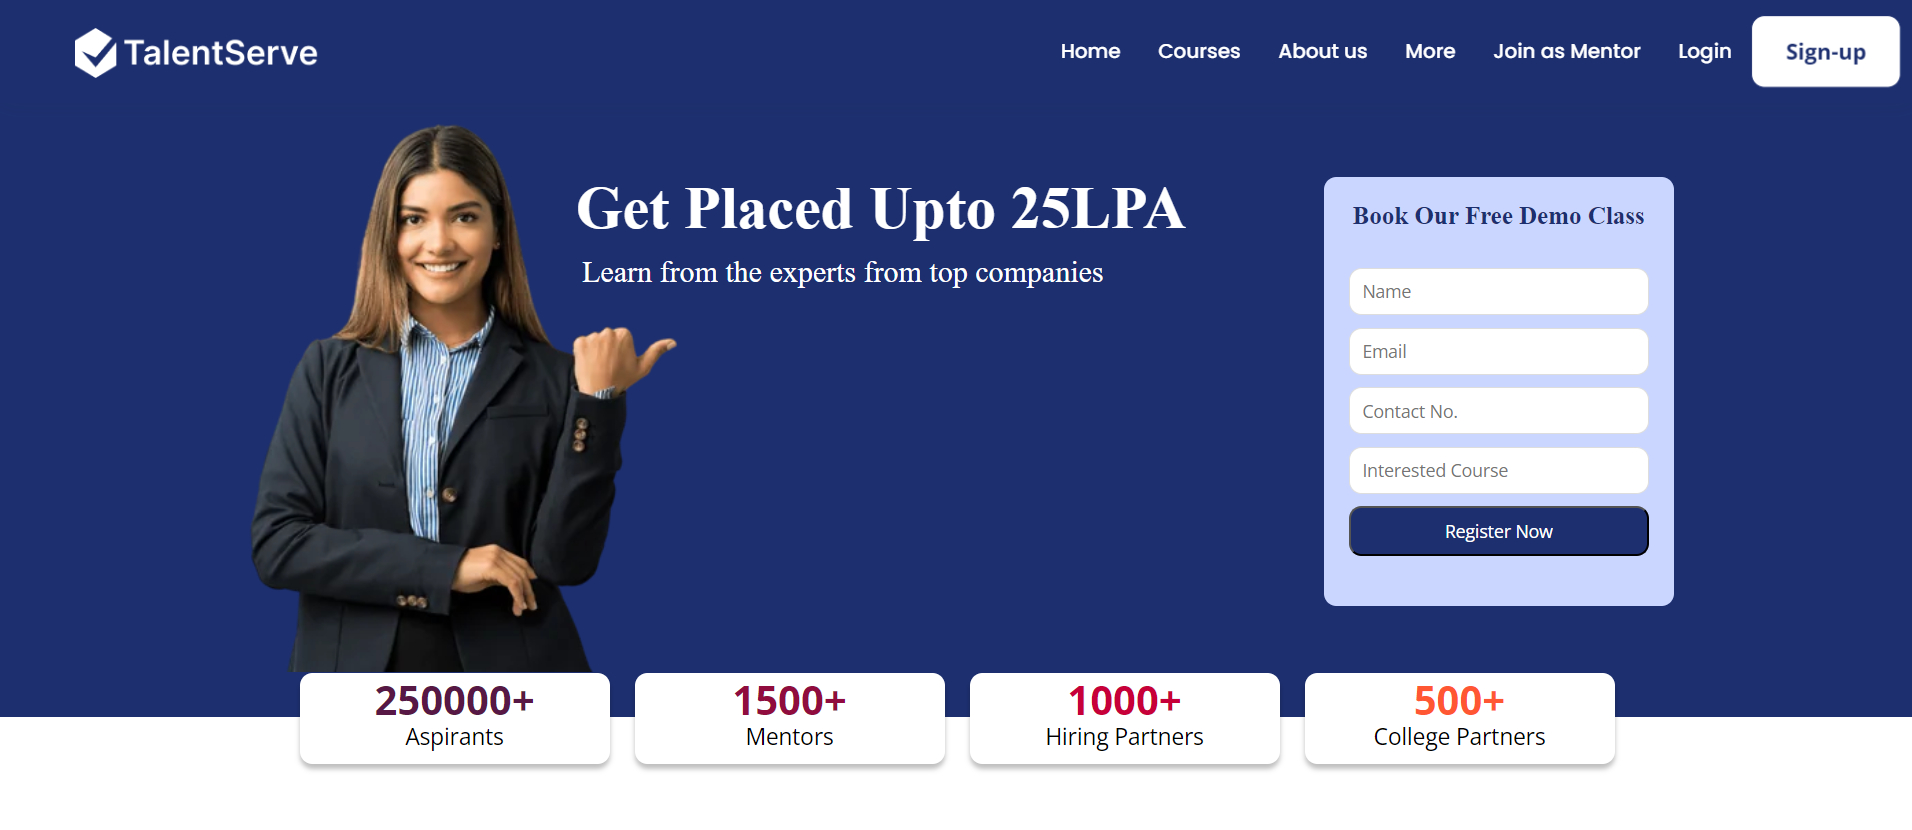 TalentServe
Home Courses About us More Join as Mentor Login Sign-up
Get Placed Upto 25LPA
Learn from the experts from top companies
Book Our Free Demo Class
Name
Email
Contact No.
Interested Course
Register Now
250000+
Aspirants
1500+
Mentors
1000+
Hiring Partners
500+
College Partners